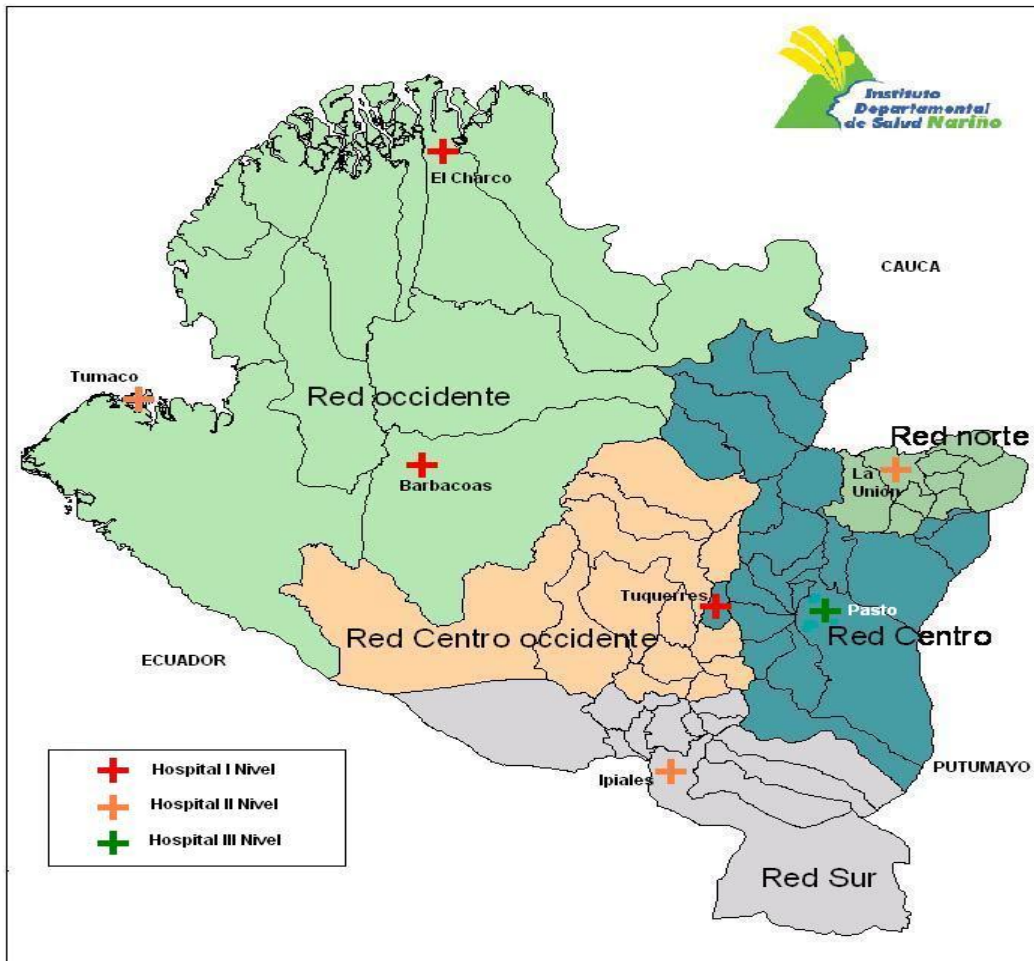 Instituto
Departamental
de Salud Nariño
El Charco
CAUCA
Tumaco
Red occidente
Red norte
La
Unión
Barbacoas
Tuquerres
Pasto
Red Centro occidente
Red Centro
ECUADOR
PUTUMAYO
Ipiales
Hospital I Nivel
Hospital II Nivel
Hospital III Nivel
Red Sur